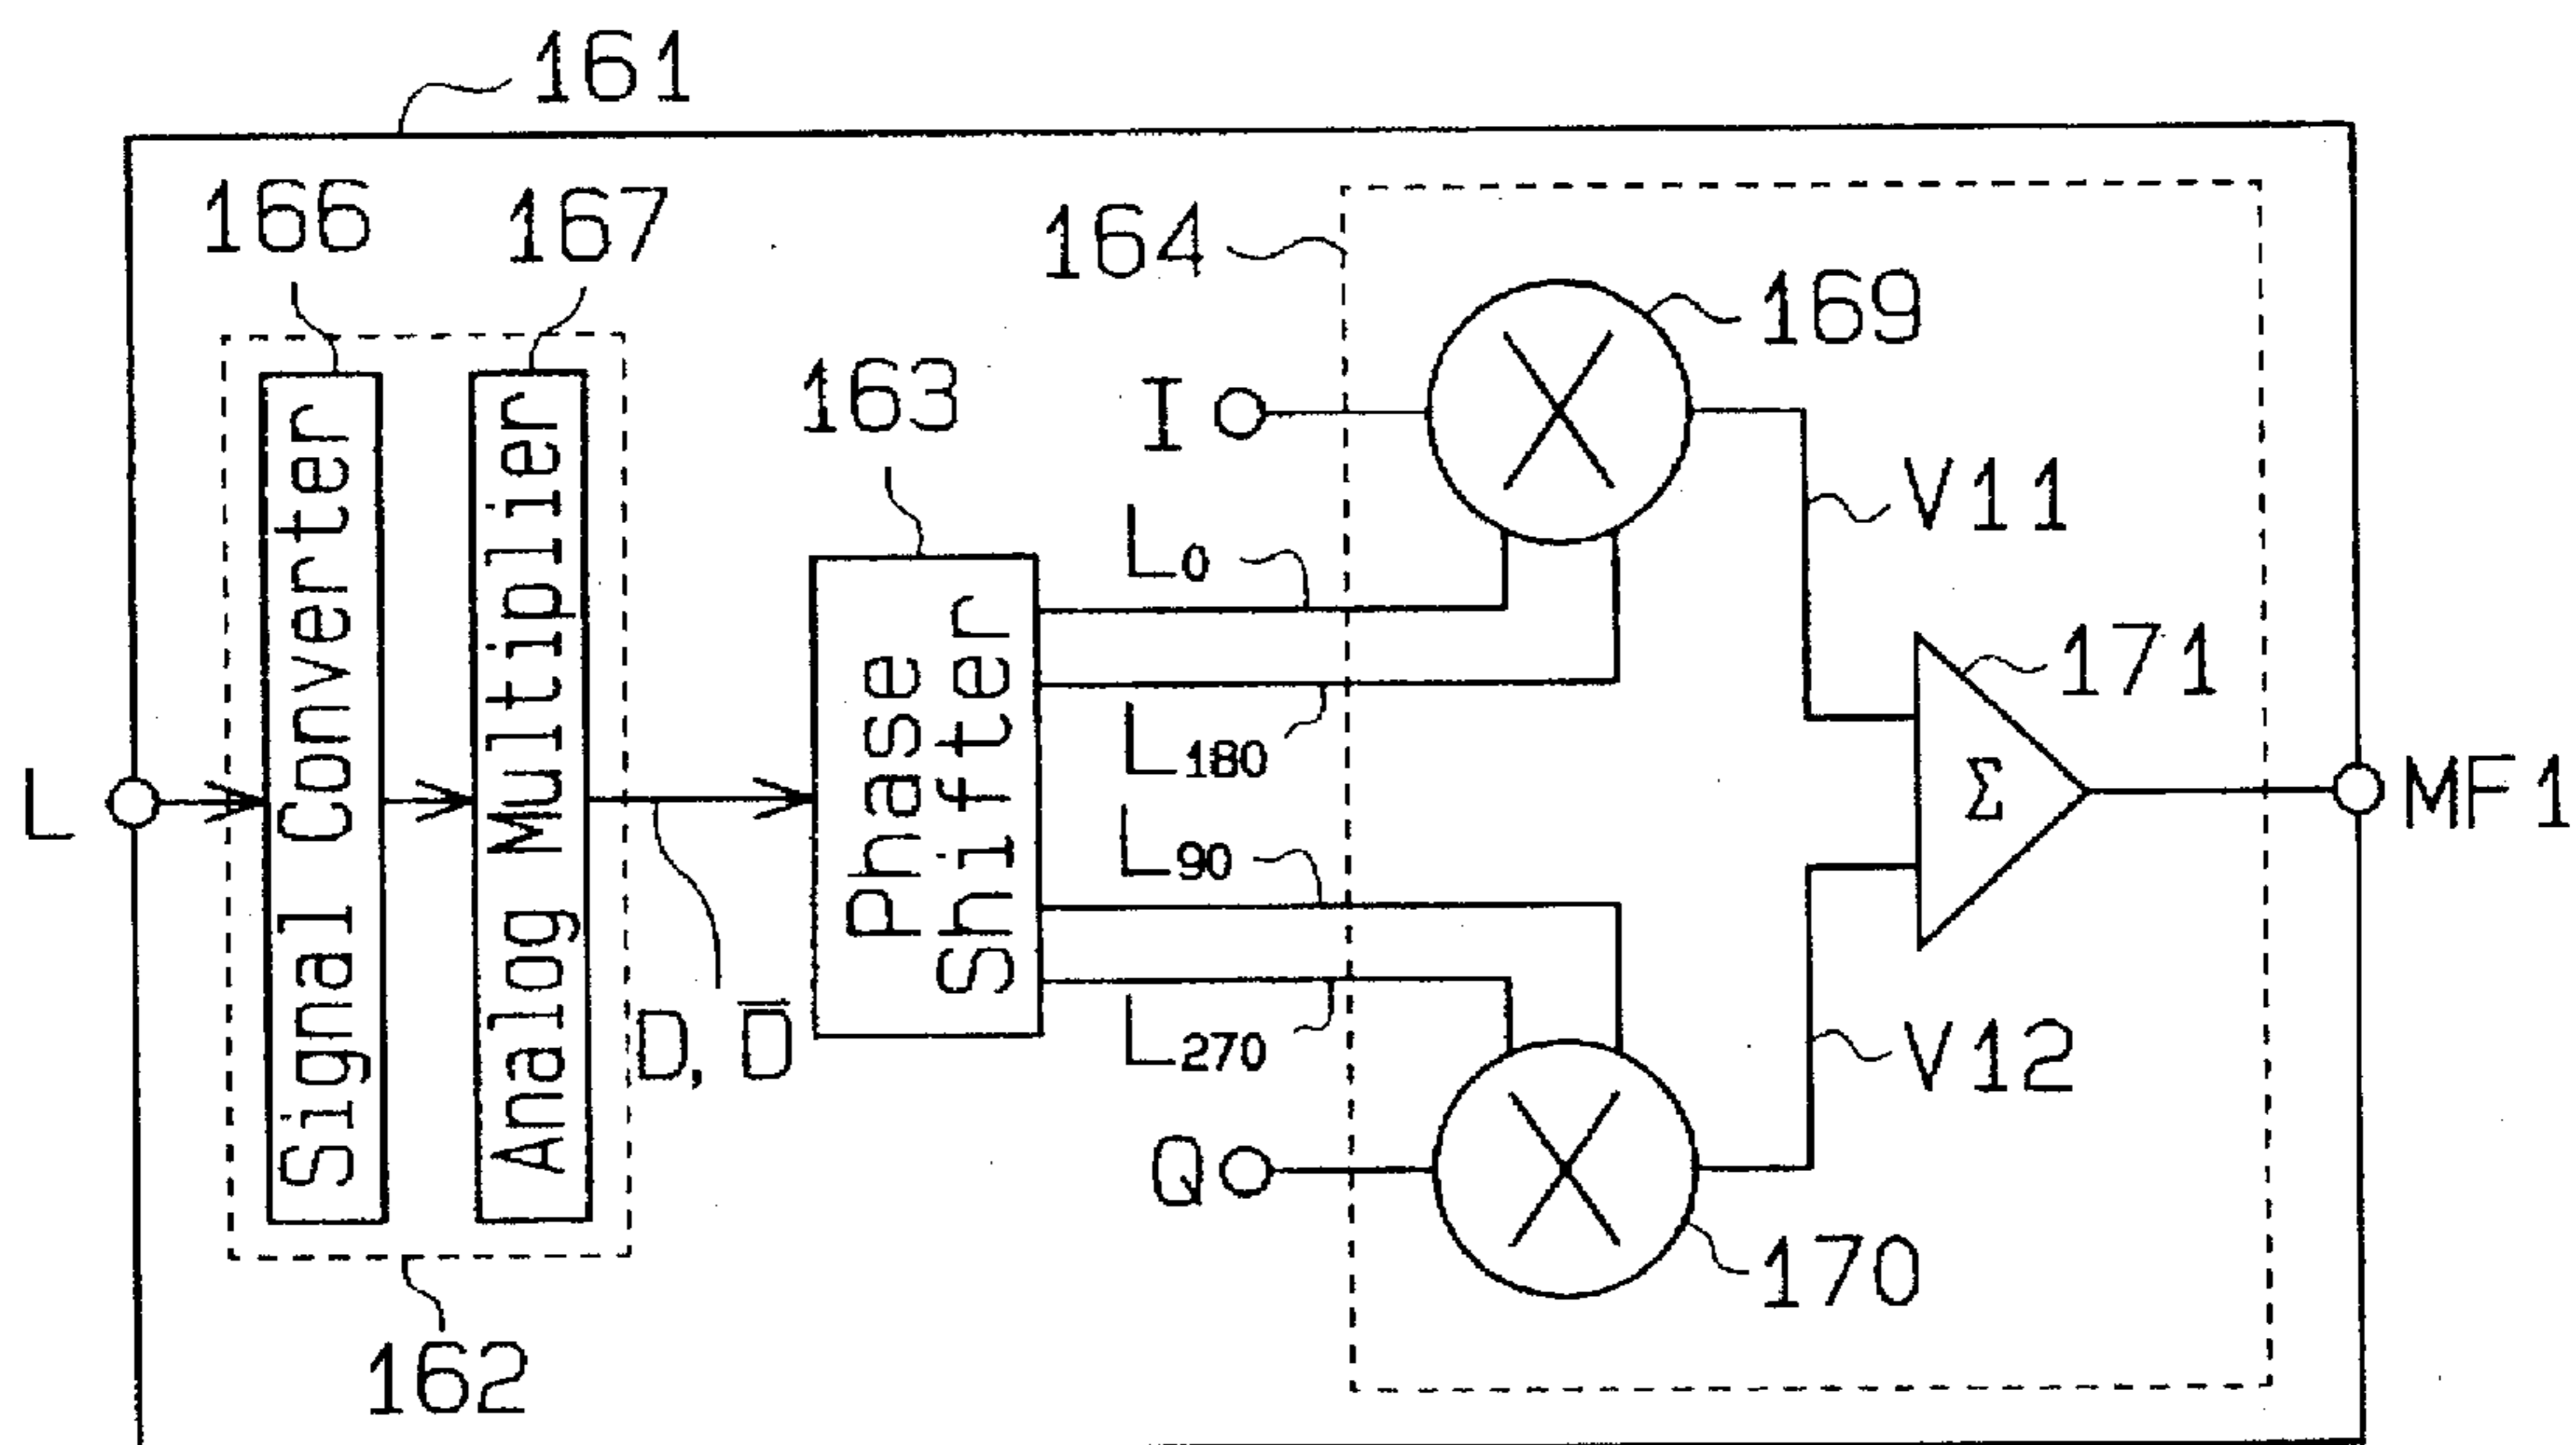 161
166
167
164
169
163
I
V11
L0
171
Signal Converter
Analog Multiplier
Phase Shifter
L180
Σ
L
MF1
L90
D, D̅
L270
V12
Q
170
162